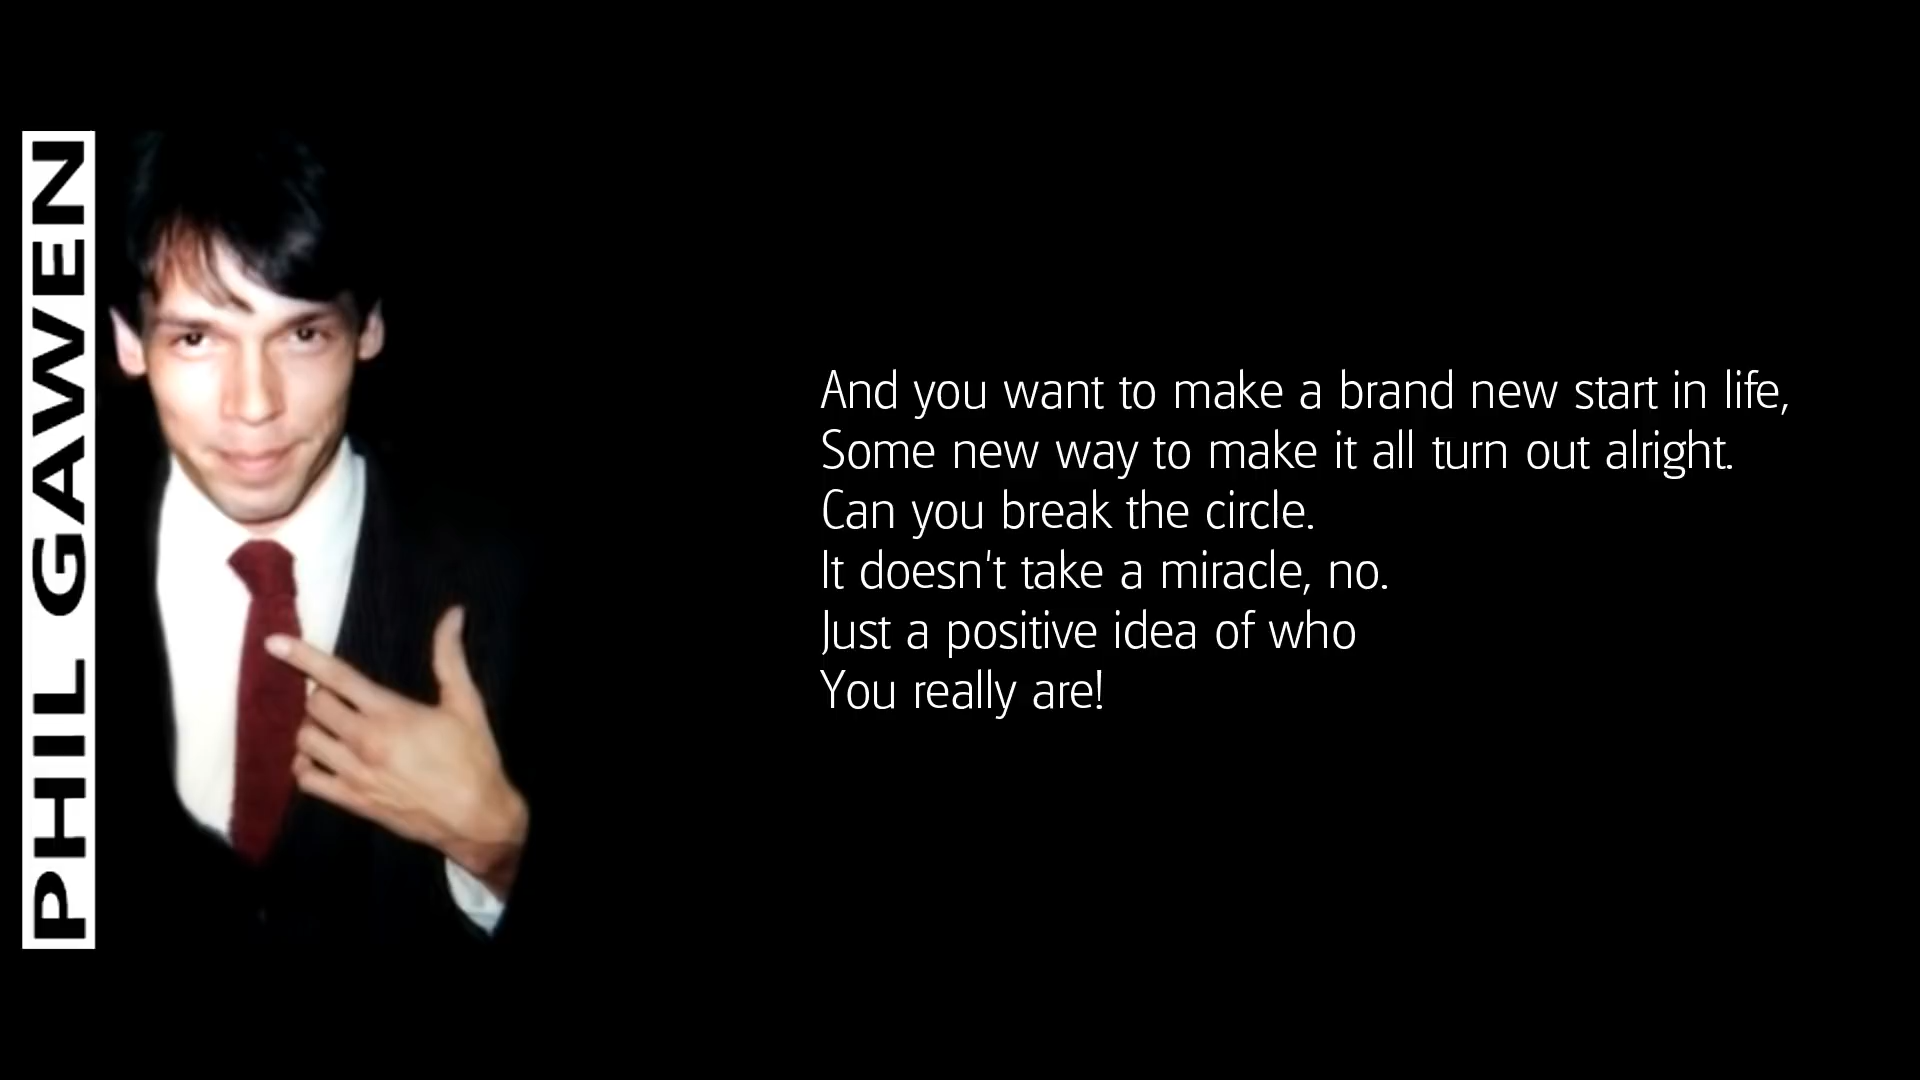 PHIL GAWEN
And you want to make a brand new start in life,
Some new way to make it all turn out alright.
Can you break the circle.
It doesn't take a miracle, no.
Just a positive idea of who
You really are!